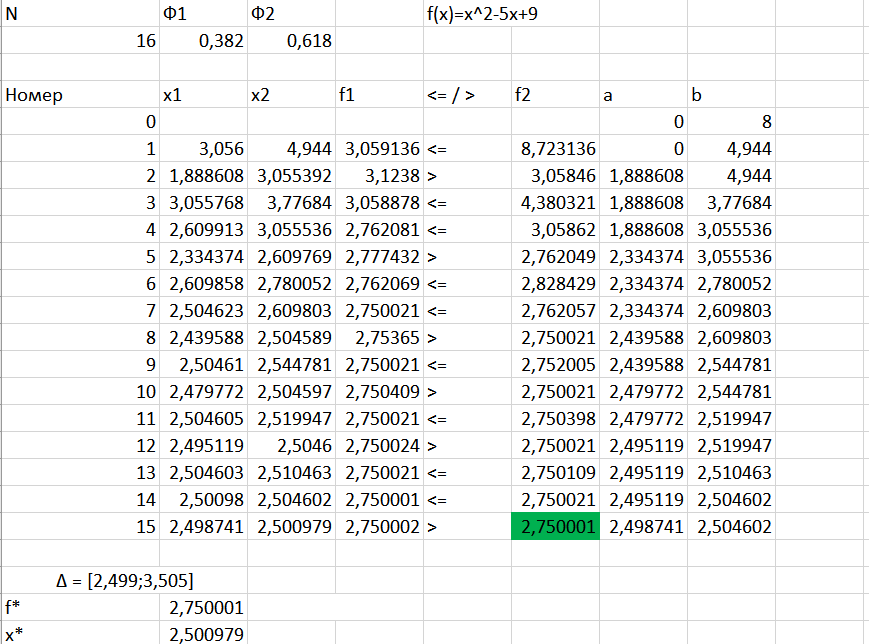 N Ф1 Ф2 f(x)=x^2-5x+9
16 0,382 0,618
Номер x1 x2 f1 <= / > f2 a b
0 0 8
1 3,056 4,944 3,059136 <= 8,723136 0 4,944
2 1,888608 3,055392 3,1238 > 3,05846 1,888608 4,944
3 3,055768 3,77684 3,058878 <= 4,380321 1,888608 3,77684
4 2,609913 3,055536 2,762081 <= 3,05862 1,888608 3,055536
5 2,334374 2,609769 2,777432 > 2,762049 2,334374 3,055536
6 2,609858 2,780052 2,762069 <= 2,828429 2,334374 2,780052
7 2,504623 2,609803 2,750021 <= 2,762057 2,334374 2,609803
8 2,439588 2,504589 2,75365 > 2,750021 2,439588 2,609803
9 2,50461 2,544781 2,750021 <= 2,752005 2,439588 2,544781
10 2,479772 2,504597 2,750409 > 2,750021 2,479772 2,544781
11 2,504605 2,519947 2,750021 <= 2,750398 2,479772 2,519947
12 2,495119 2,5046 2,750024 > 2,750021 2,495119 2,519947
13 2,504603 2,510463 2,750021 <= 2,750109 2,495119 2,510463
14 2,50098 2,504602 2,750001 <= 2,750021 2,495119 2,504602
15 2,498741 2,500979 2,750002 > 2,750001 2,498741 2,504602
Δ = [2,499;3,505]
f* 2,750001
x* 2,500979